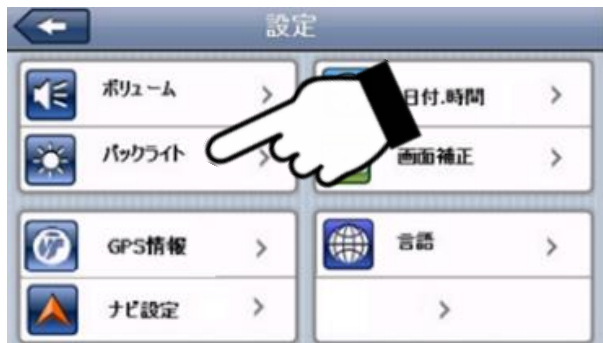 設定
ボリューム
日付.時間
バックライト
画面補正
GPS情報
言語
ナビ設定